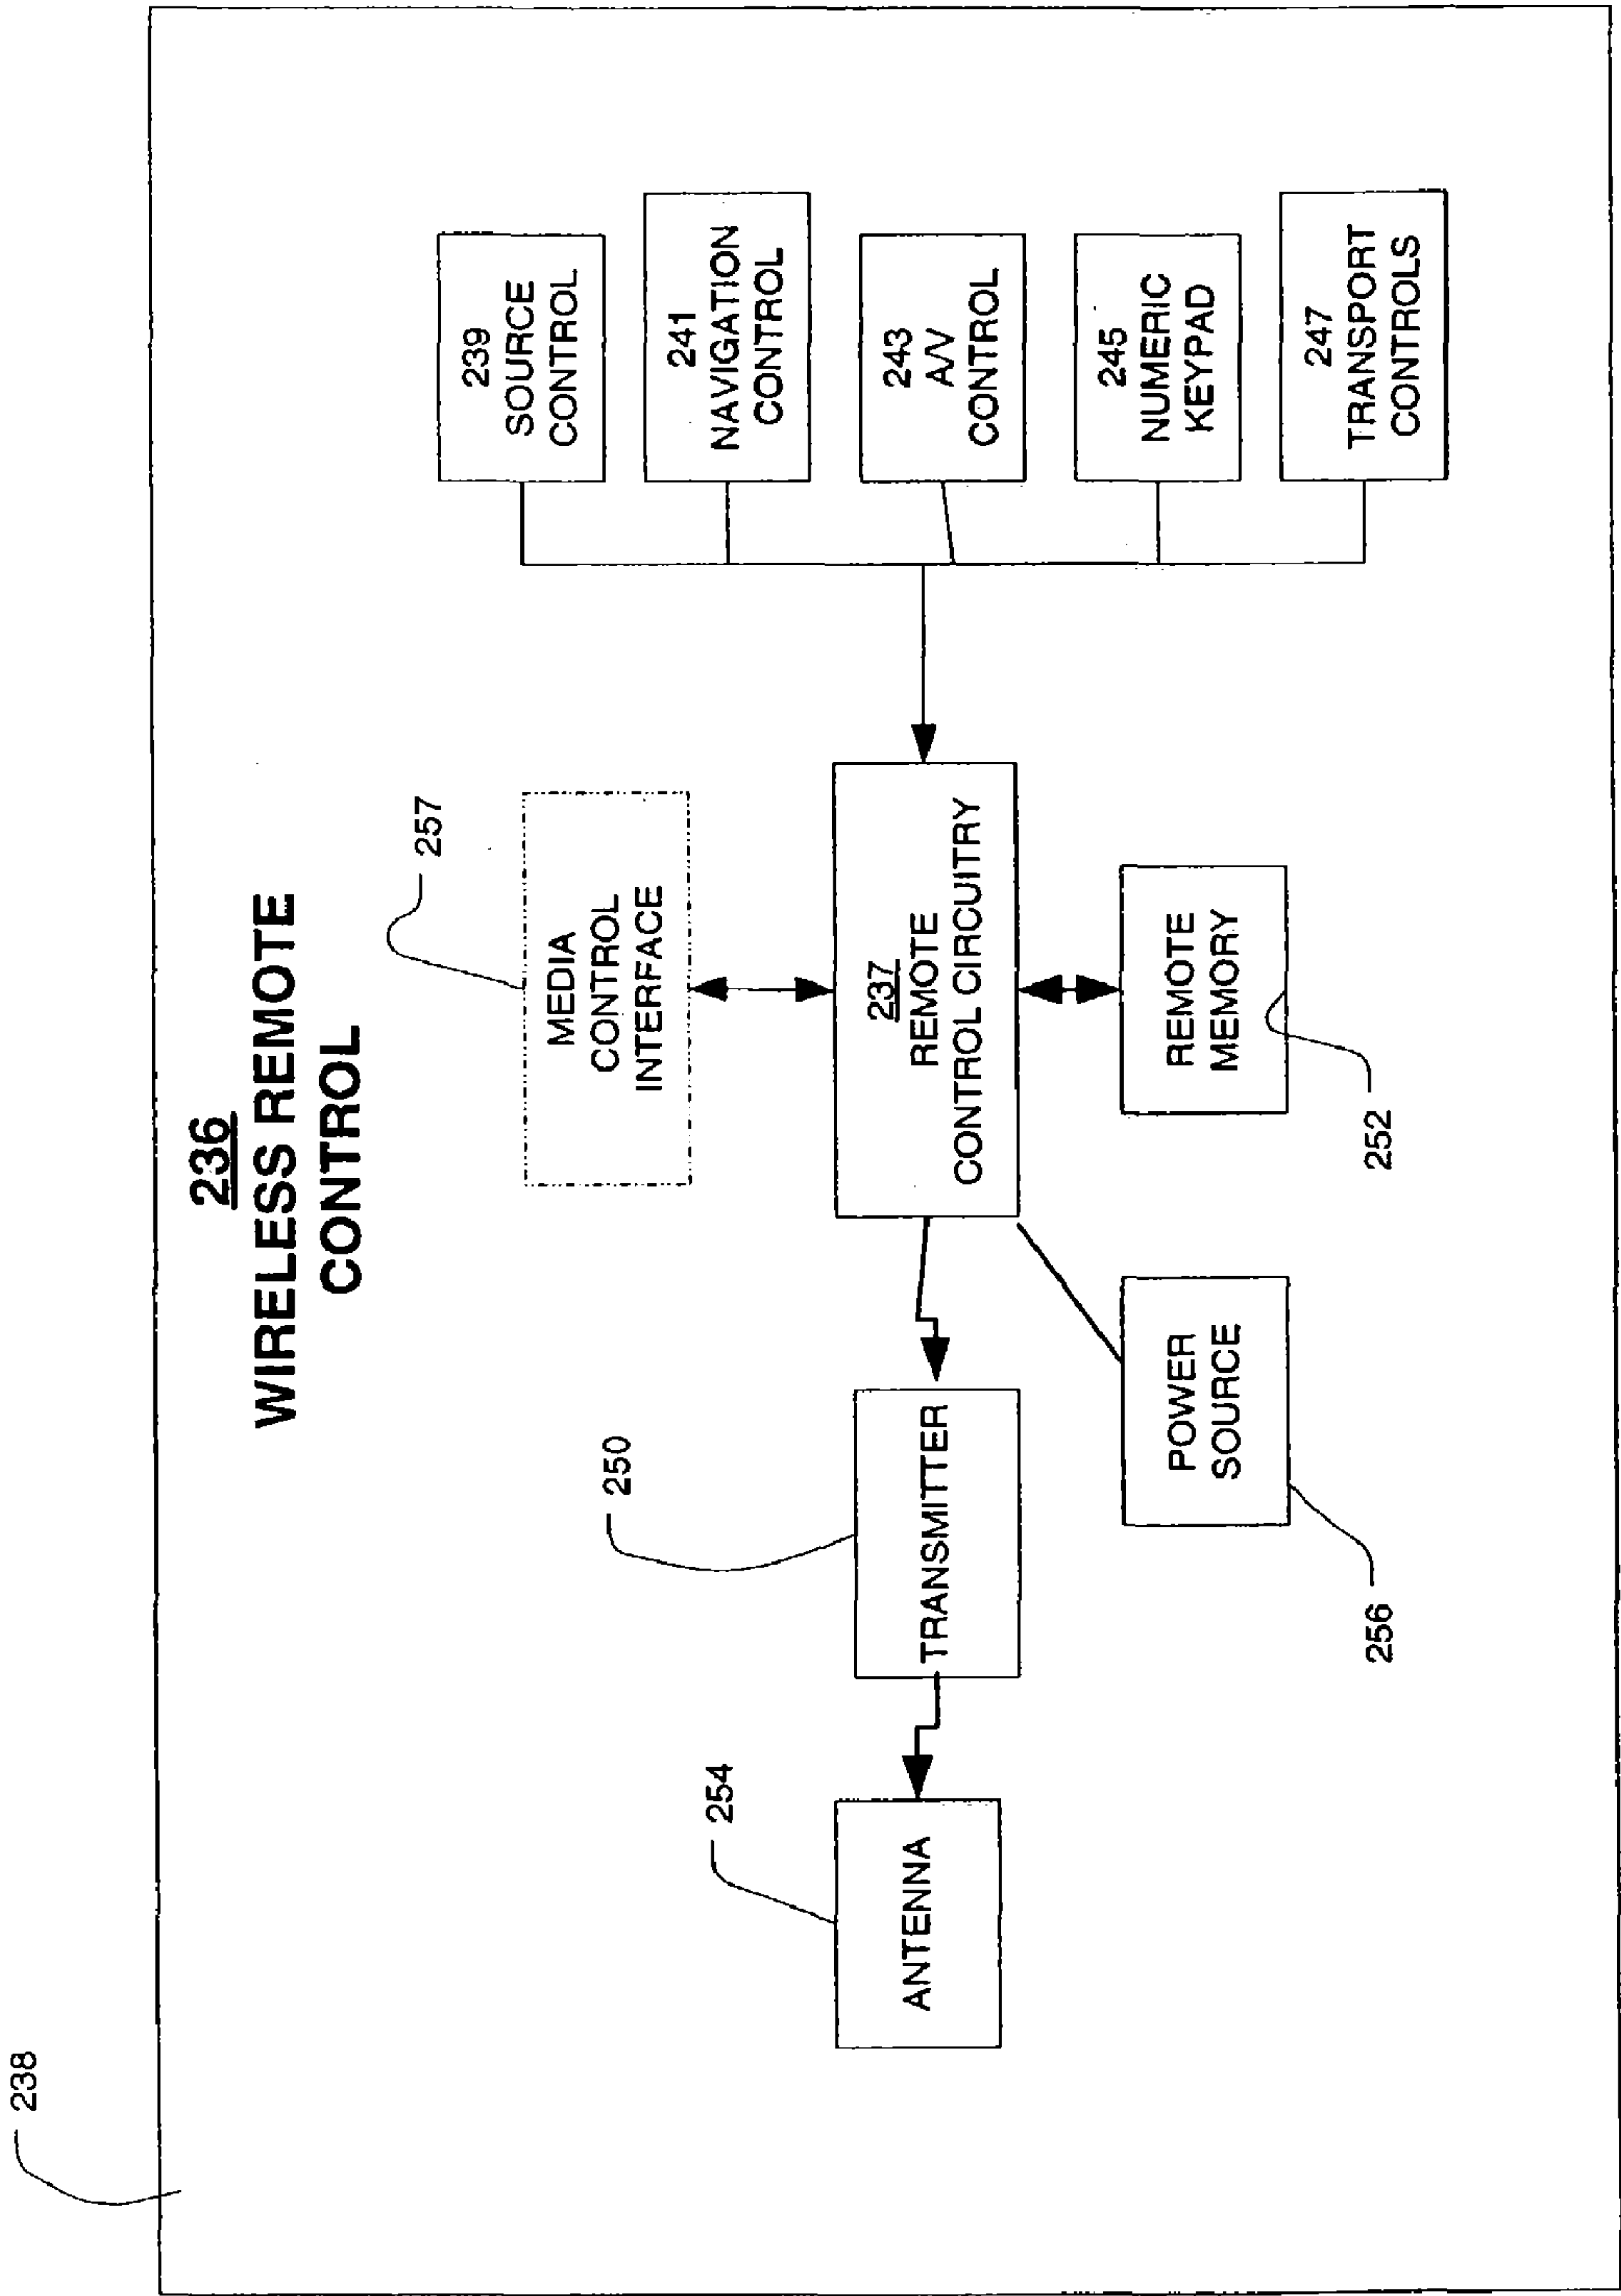 238
236
WIRELESS REMOTE
CONTROL
257
MEDIA
CONTROL
INTERFACE
239
SOURCE
CONTROL
241
NAVIGATION
CONTROL
243
A/V
CONTROL
245
NUMERIC
KEYPAD
247
TRANSPORT
CONTROLS
237
REMOTE
CONTROL CIRCUITRY
250
TRANSMITTER
254
ANTENNA
REMOTE
MEMORY
252
POWER
SOURCE
256